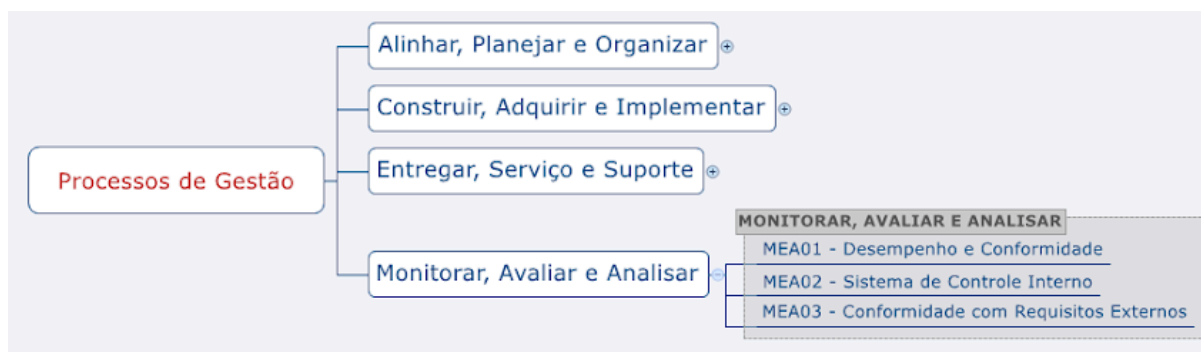 Processos de Gestão
Alinhar, Planejar e Organizar
Construir, Adquirir e Implementar
Entregar, Serviço e Suporte
Monitorar, Avaliar e Analisar
MONITORAR, AVALIAR E ANALISAR
MEA01 - Desempenho e Conformidade
MEA02 - Sistema de Controle Interno
MEA03 - Conformidade com Requisitos Externos